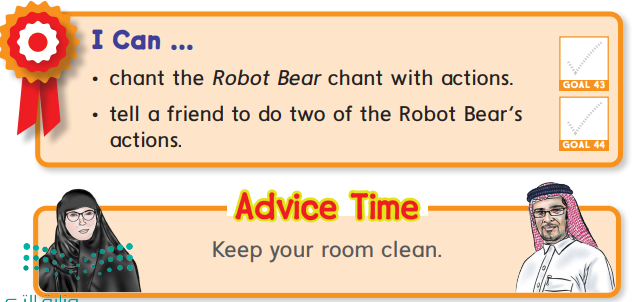 I Can ...
• chant the Robot Bear chant with actions.
• tell a friend to do two of the Robot Bear's
actions.
GOAL 43
GOAL 44
Advice Time
Keep your room clean.